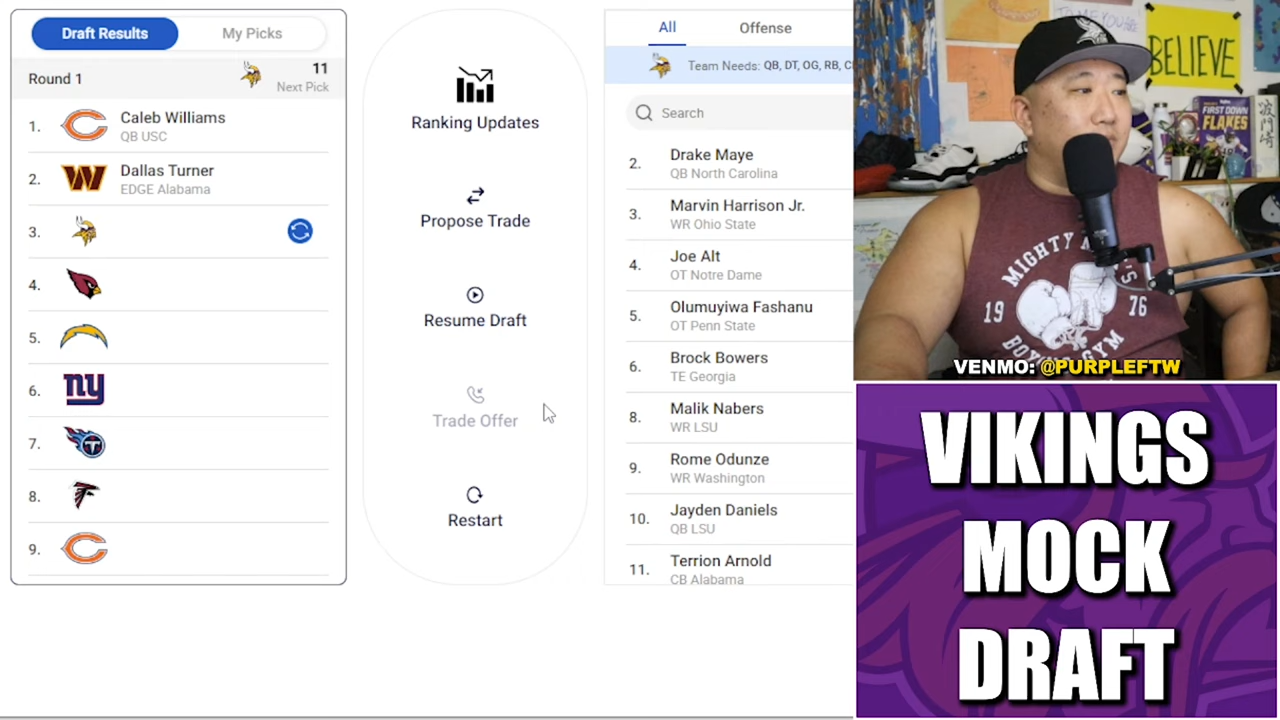 Draft Results
My Picks
Round 1
11
Next Pick
1.
Caleb Williams
QB USC
2.
Dallas Turner
EDGE Alabama
3.
4.
5.
6.
ny
7.
8.
9.
Ranking Updates
Propose Trade
Resume Draft
Trade Offer
Restart
All
Offense
Team Needs: QB, DT, OG, RB,
Search
2.
Drake Maye
QB North Carolina
3.
Marvin Harrison Jr.
WR Ohio State
4.
Joe Alt
OT Notre Dame
5.
Olumuyiwa Fashanu
OT Penn State
6.
Brock Bowers
TE Georgia
8.
Malik Nabers
WR LSU
9.
Rome Odunze
WR Washington
10.
Jayden Daniels
QB LSU
11.
Terrion Arnold
CB Alabama
BELIEVE
FIRST DOWN
FLAKES
MIGHTY
19
76
GYM
VENMO: @PURPLEFTW
VIKINGS
MOCK
DRAFT